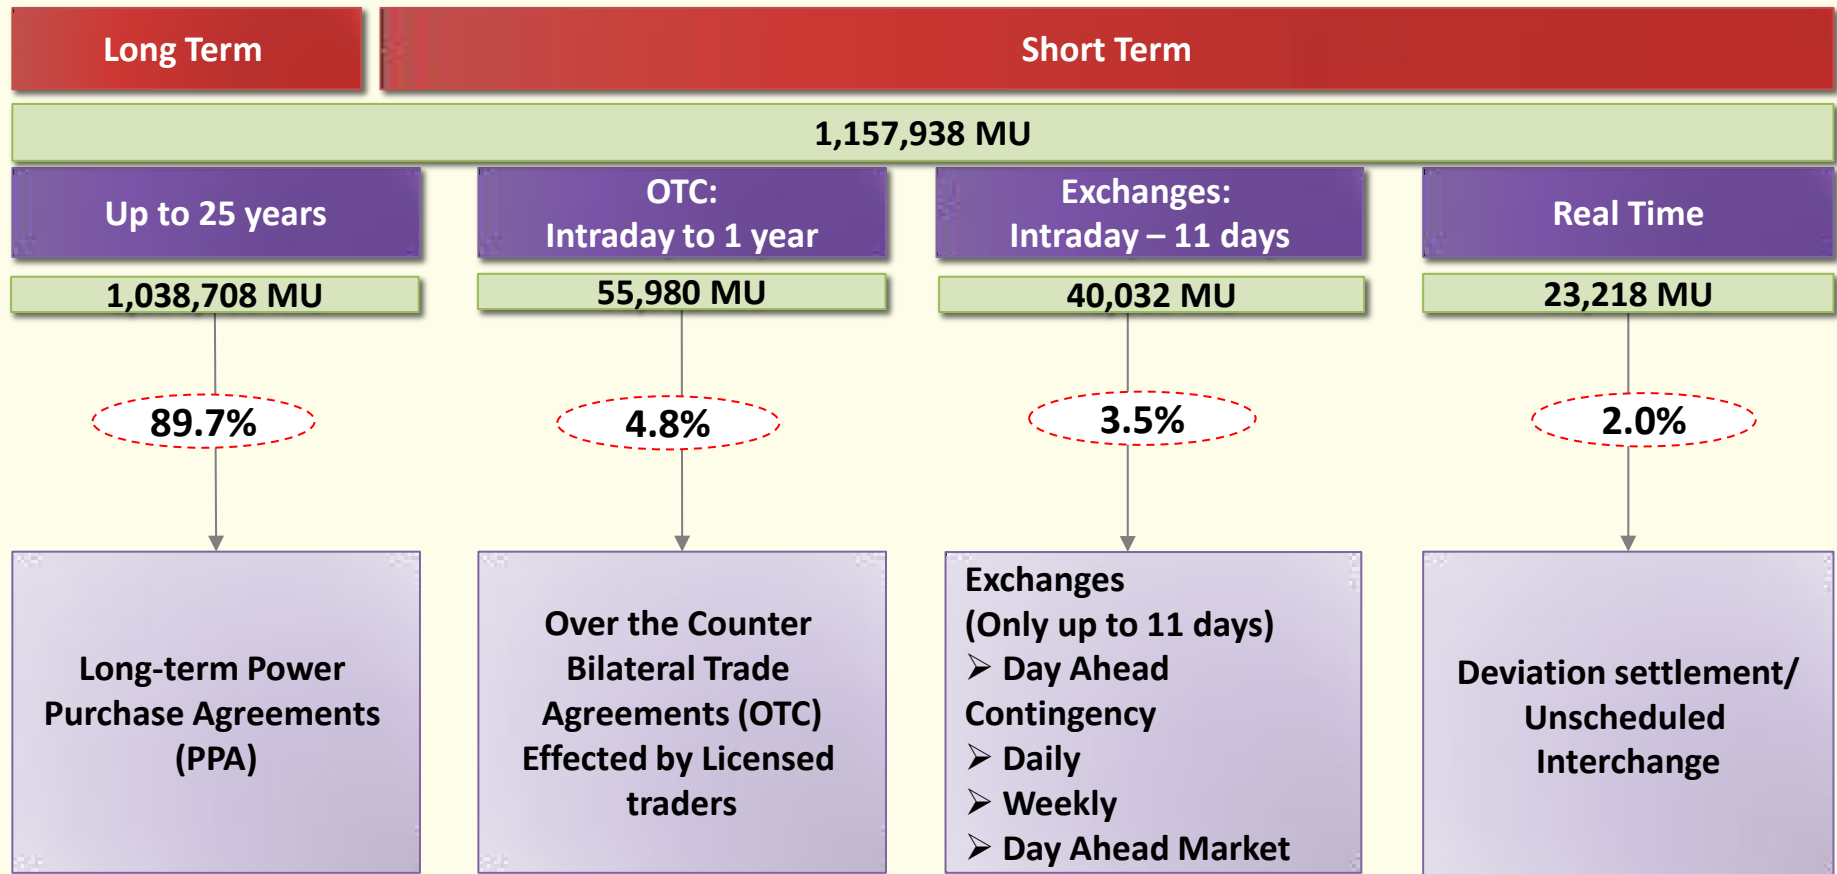 Long Term
Short Term
1,157,938 MU
Up to 25 years
OTC:
Intraday to 1 year
Exchanges:
Intraday – 11 days
Real Time
1,038,708 MU
55,980 MU
40,032 MU
23,218 MU
89.7%
4.8%
3.5%
2.0%
Long-term Power
Purchase Agreements
(PPA)
Over the Counter
Bilateral Trade
Agreements (OTC)
Effected by Licensed
traders
Exchanges
(Only up to 11 days)
➢ Day Ahead
Contingency
➢ Daily
➢ Weekly
➢ Day Ahead Market
Deviation settlement/
Unscheduled
Interchange